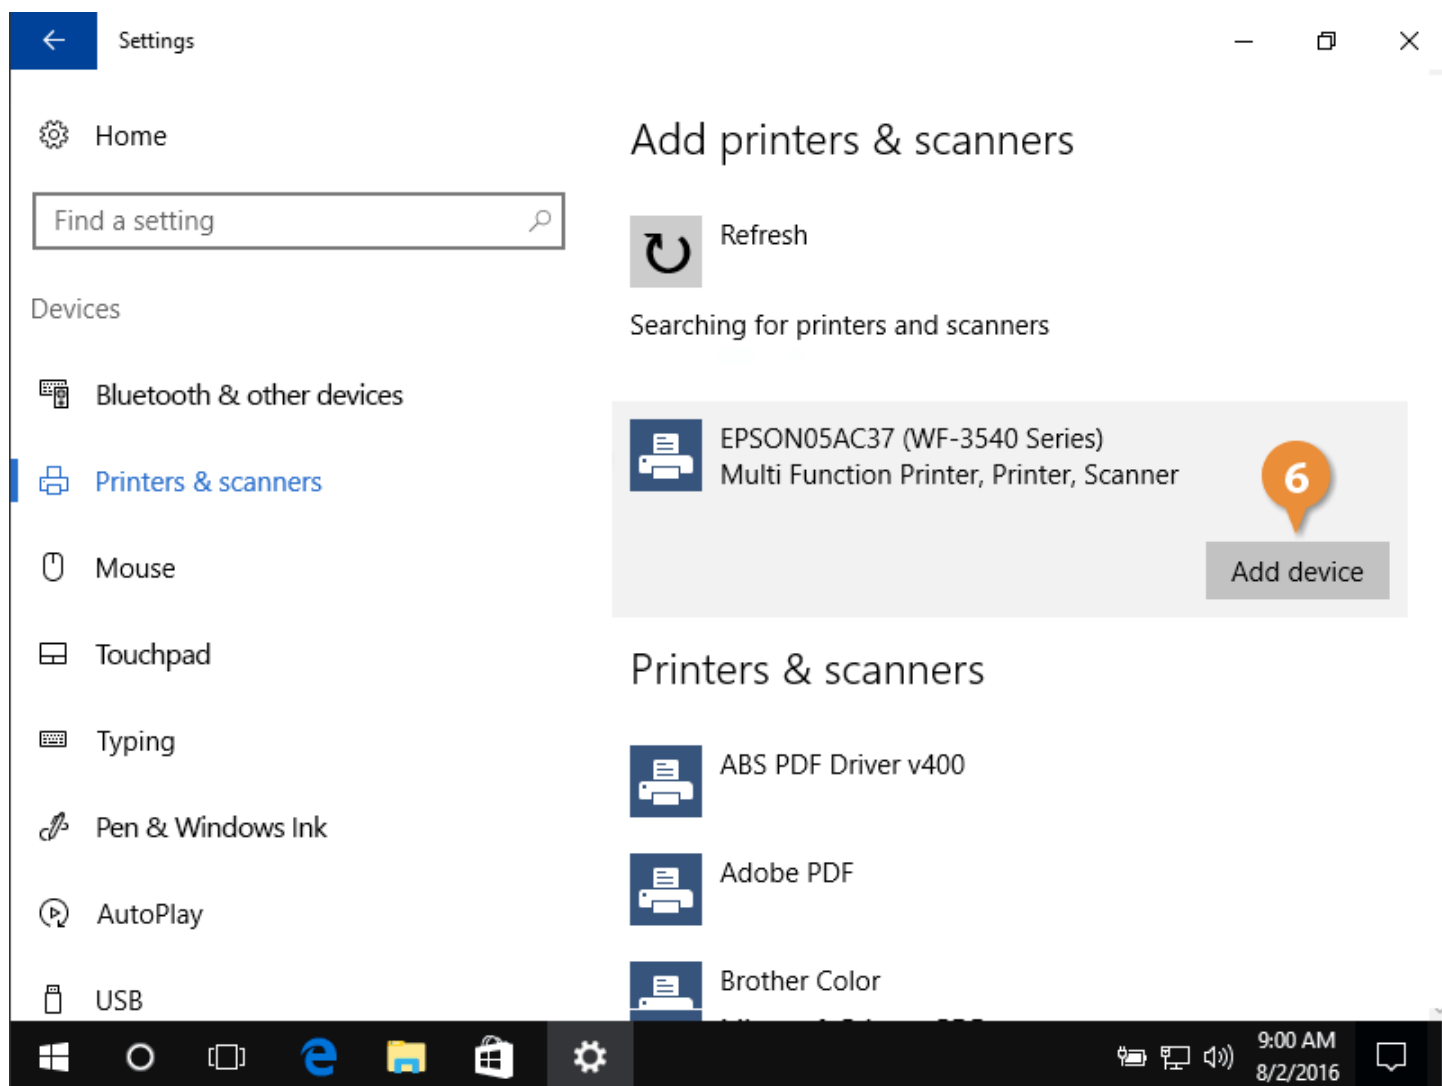 Settings
Home
Find a setting
Devices
Bluetooth & other devices
Printers & scanners
Mouse
Touchpad
Typing
Pen & Windows Ink
AutoPlay
USB
Add printers & scanners
Refresh
Searching for printers and scanners
EPSON05AC37 (WF-3540 Series)
Multi Function Printer, Printer, Scanner
6
Add device
Printers & scanners
ABS PDF Driver v400
Adobe PDF
Brother Color
9:00 AM
8/2/2016